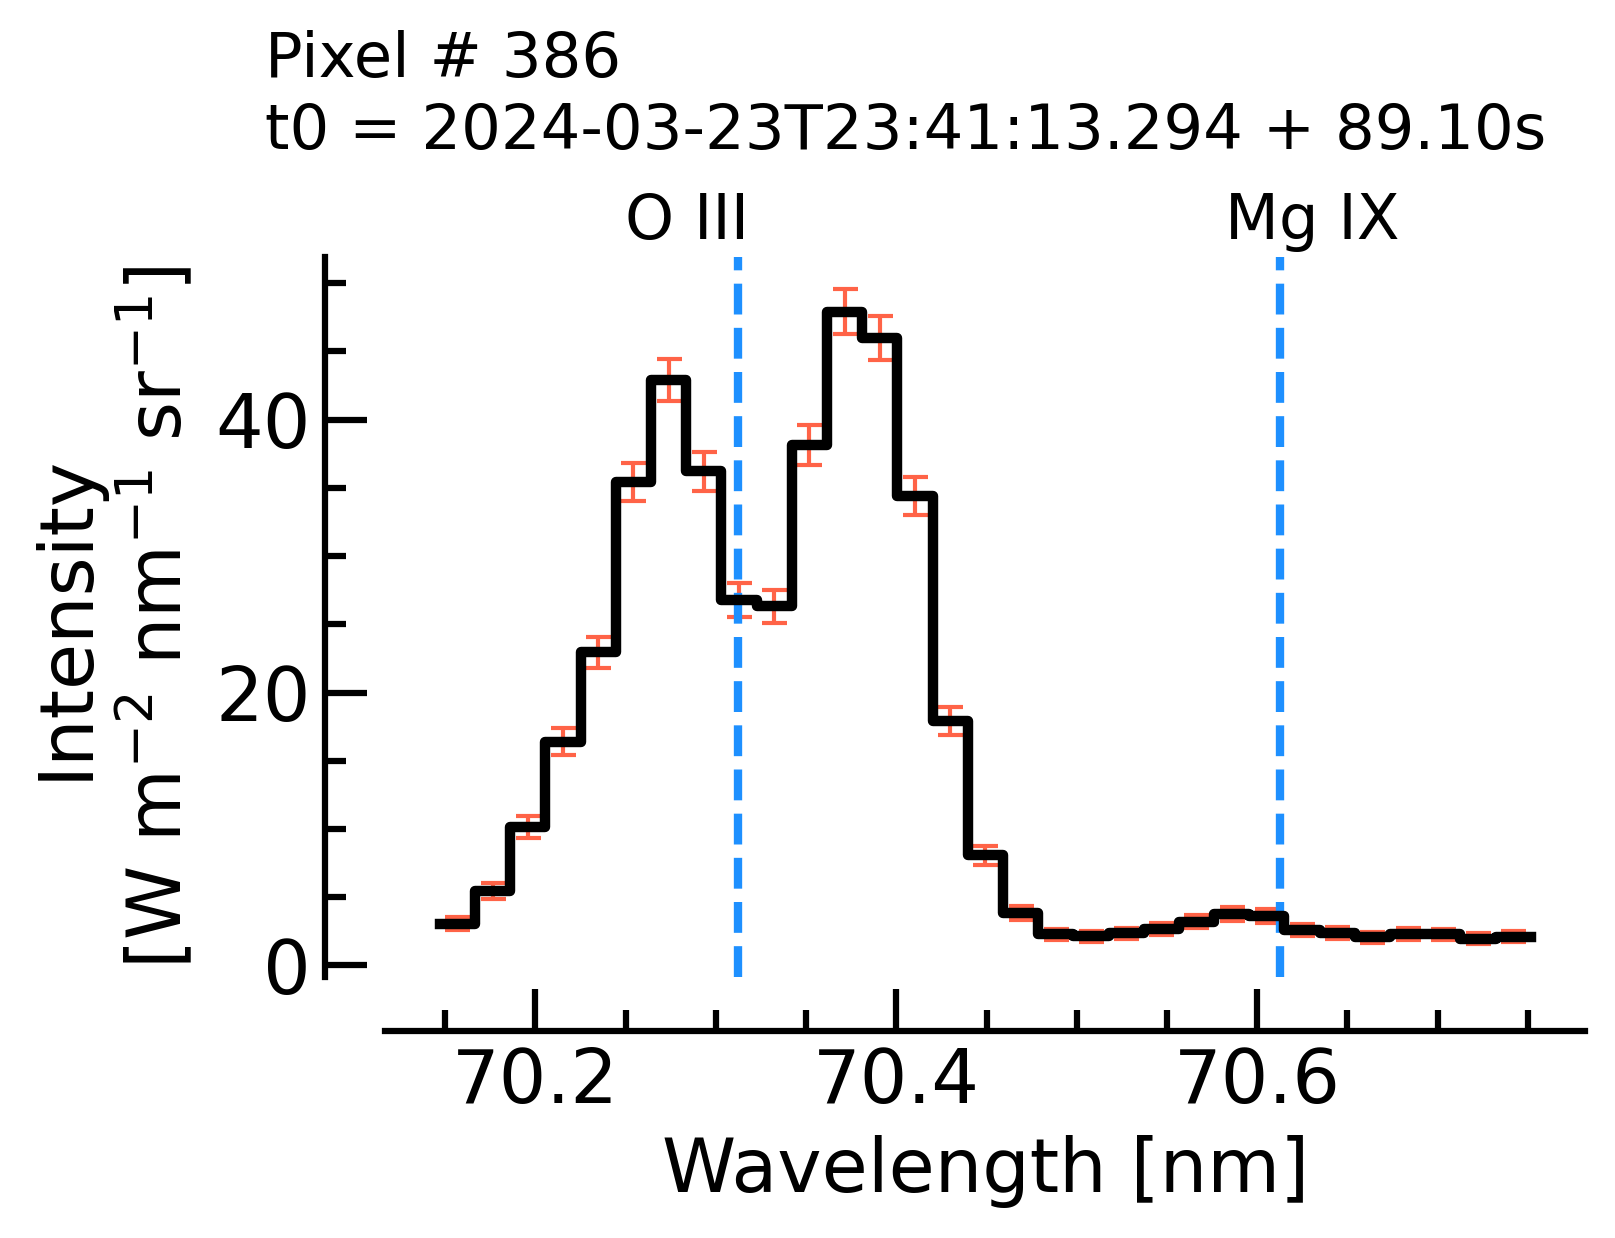 Pixel # 386
t0 = 2024-03-23T23:41:13.294 + 89.10s
O III Mg IX
Intensity
[W m⁻² nm⁻¹ sr⁻¹]
40
20
0
70.2 70.4 70.6
Wavelength [nm]